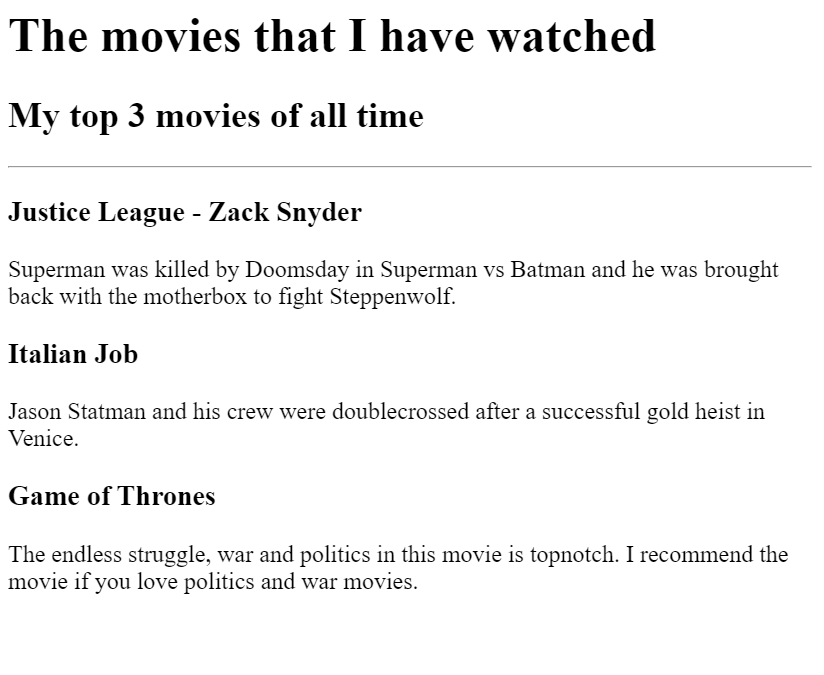 The movies that I have watched
My top 3 movies of all time
Justice League - Zack Snyder
Superman was killed by Doomsday in Superman vs Batman and he was brought
back with the motherbox to fight Steppenwolf.
Italian Job
Jason Statman and his crew were doublecrossed after a successful gold heist in
Venice.
Game of Thrones
The endless struggle, war and politics in this movie is topnotch. I recommend the
movie if you love politics and war movies.